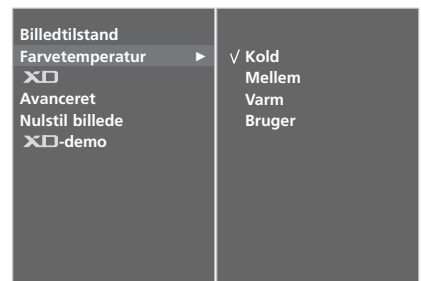 Billedtilstand
Farvetemperatur
XD
Avanceret
Nulstil billede
XD-demo
√ Kold
Mellem
Varm
Bruger